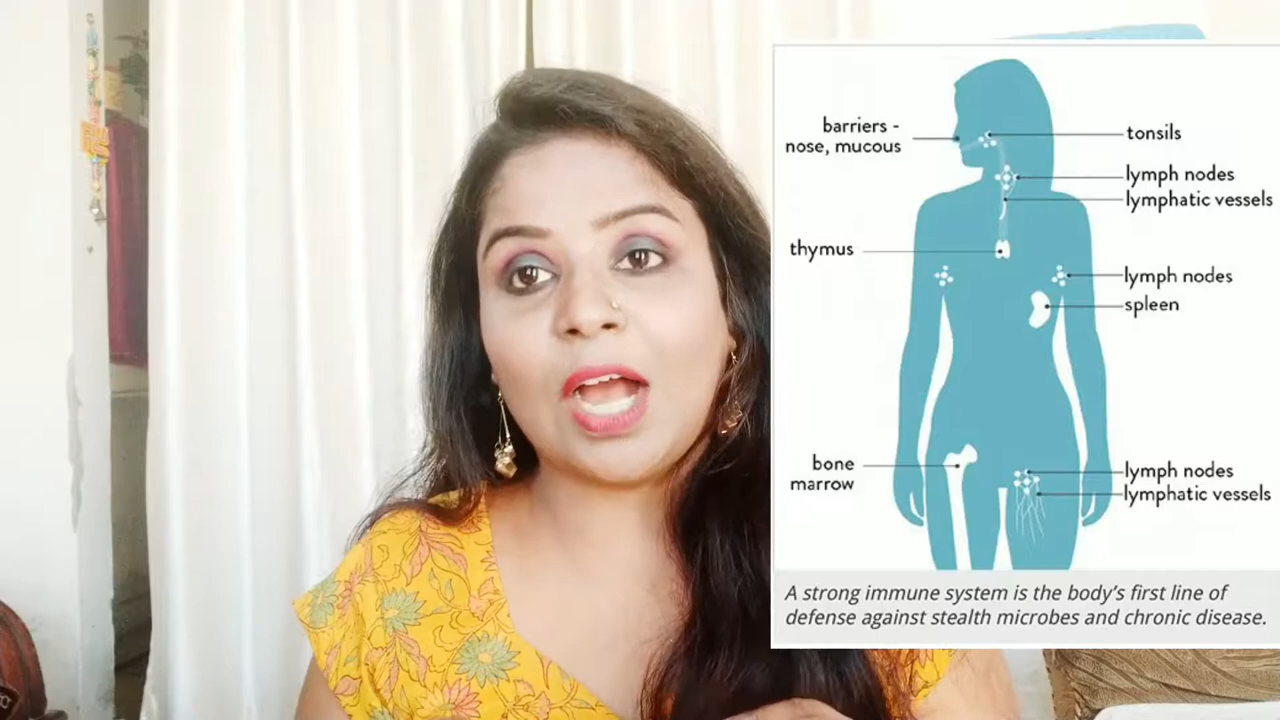 barriers -
nose, mucous
tonsils
lymph nodes
lymphatic vessels
thymus
lymph nodes
spleen
bone
marrow
lymph nodes
lymphatic vessels
A strong immune system is the body's first line of
defense against stealth microbes and chronic disease.